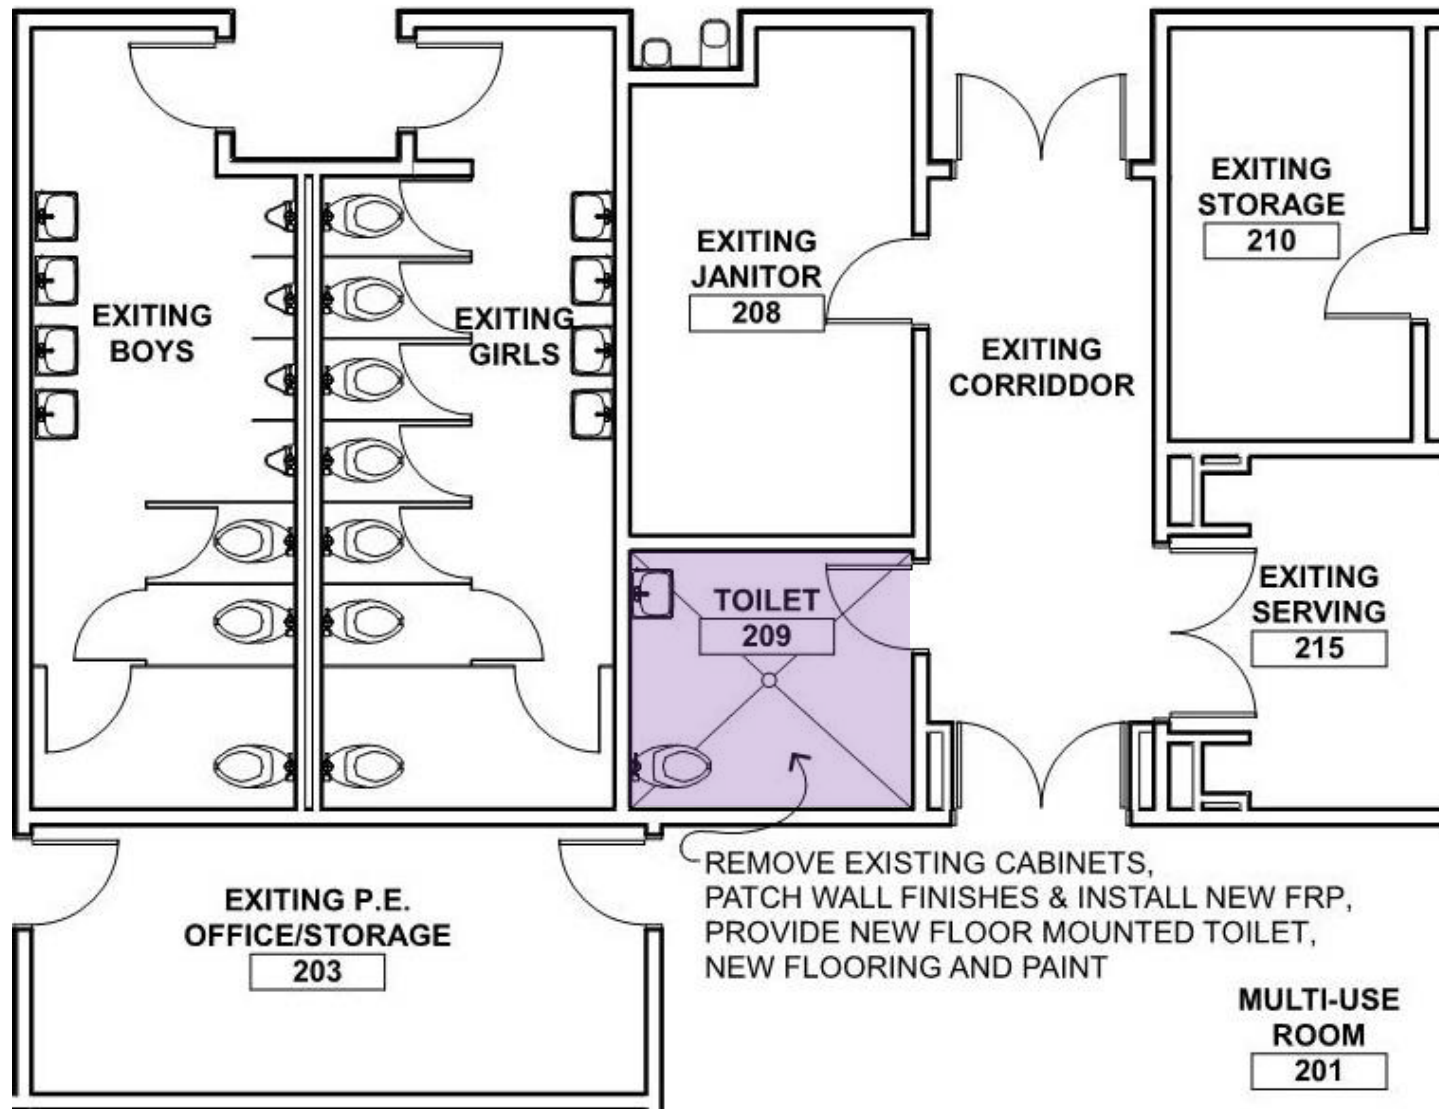 EXITING
BOYS
EXITING
GIRLS
EXITING
JANITOR
208
EXITING
CORRIDDOR
EXITING
STORAGE
210
TOILET
209
EXITING
SERVING
215
REMOVE EXISTING CABINETS,
PATCH WALL FINISHES & INSTALL NEW FRP,
PROVIDE NEW FLOOR MOUNTED TOILET,
NEW FLOORING AND PAINT
EXITING P.E.
OFFICE/STORAGE
203
MULTI-USE
ROOM
201